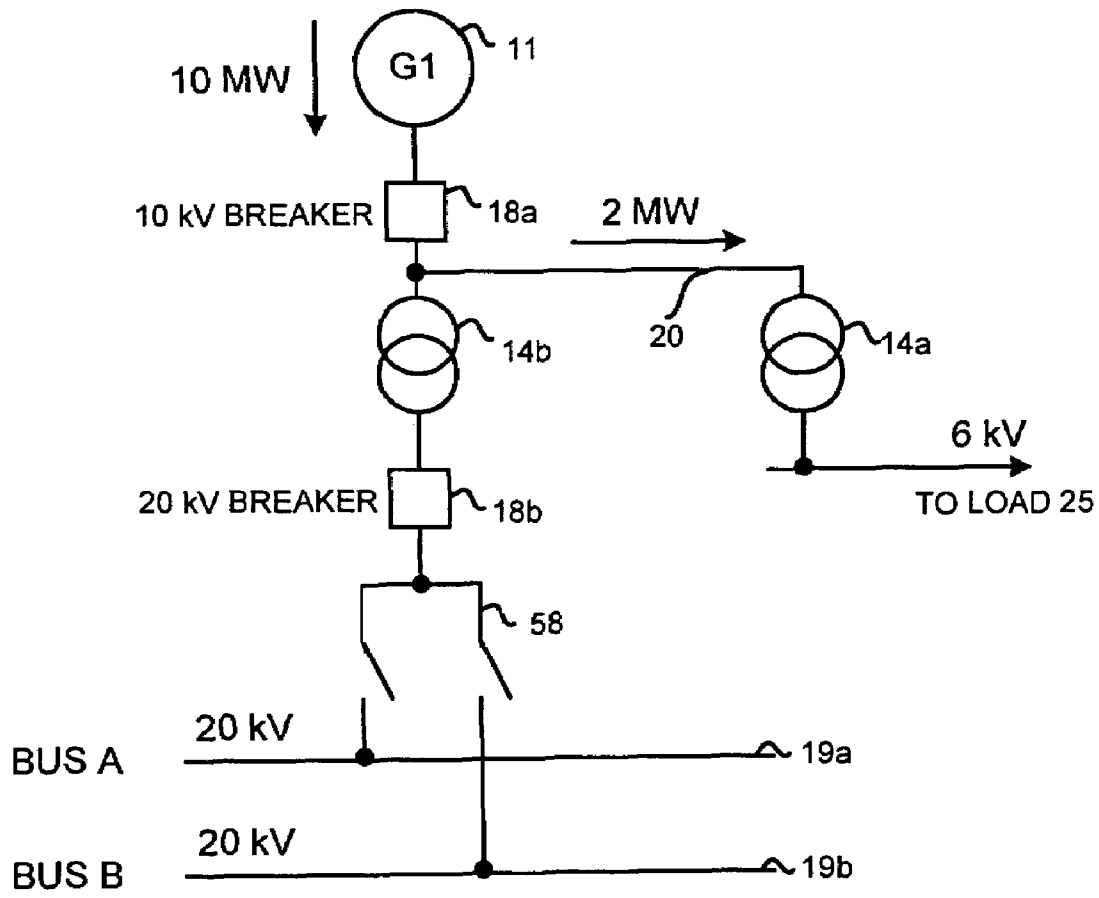 11
G1
10 MW
10 kV BREAKER
18a
2 MW
20
14b
14a
6 kV
TO LOAD 25
20 kV BREAKER
18b
58
20 kV
BUS A
19a
20 kV
BUS B
19b